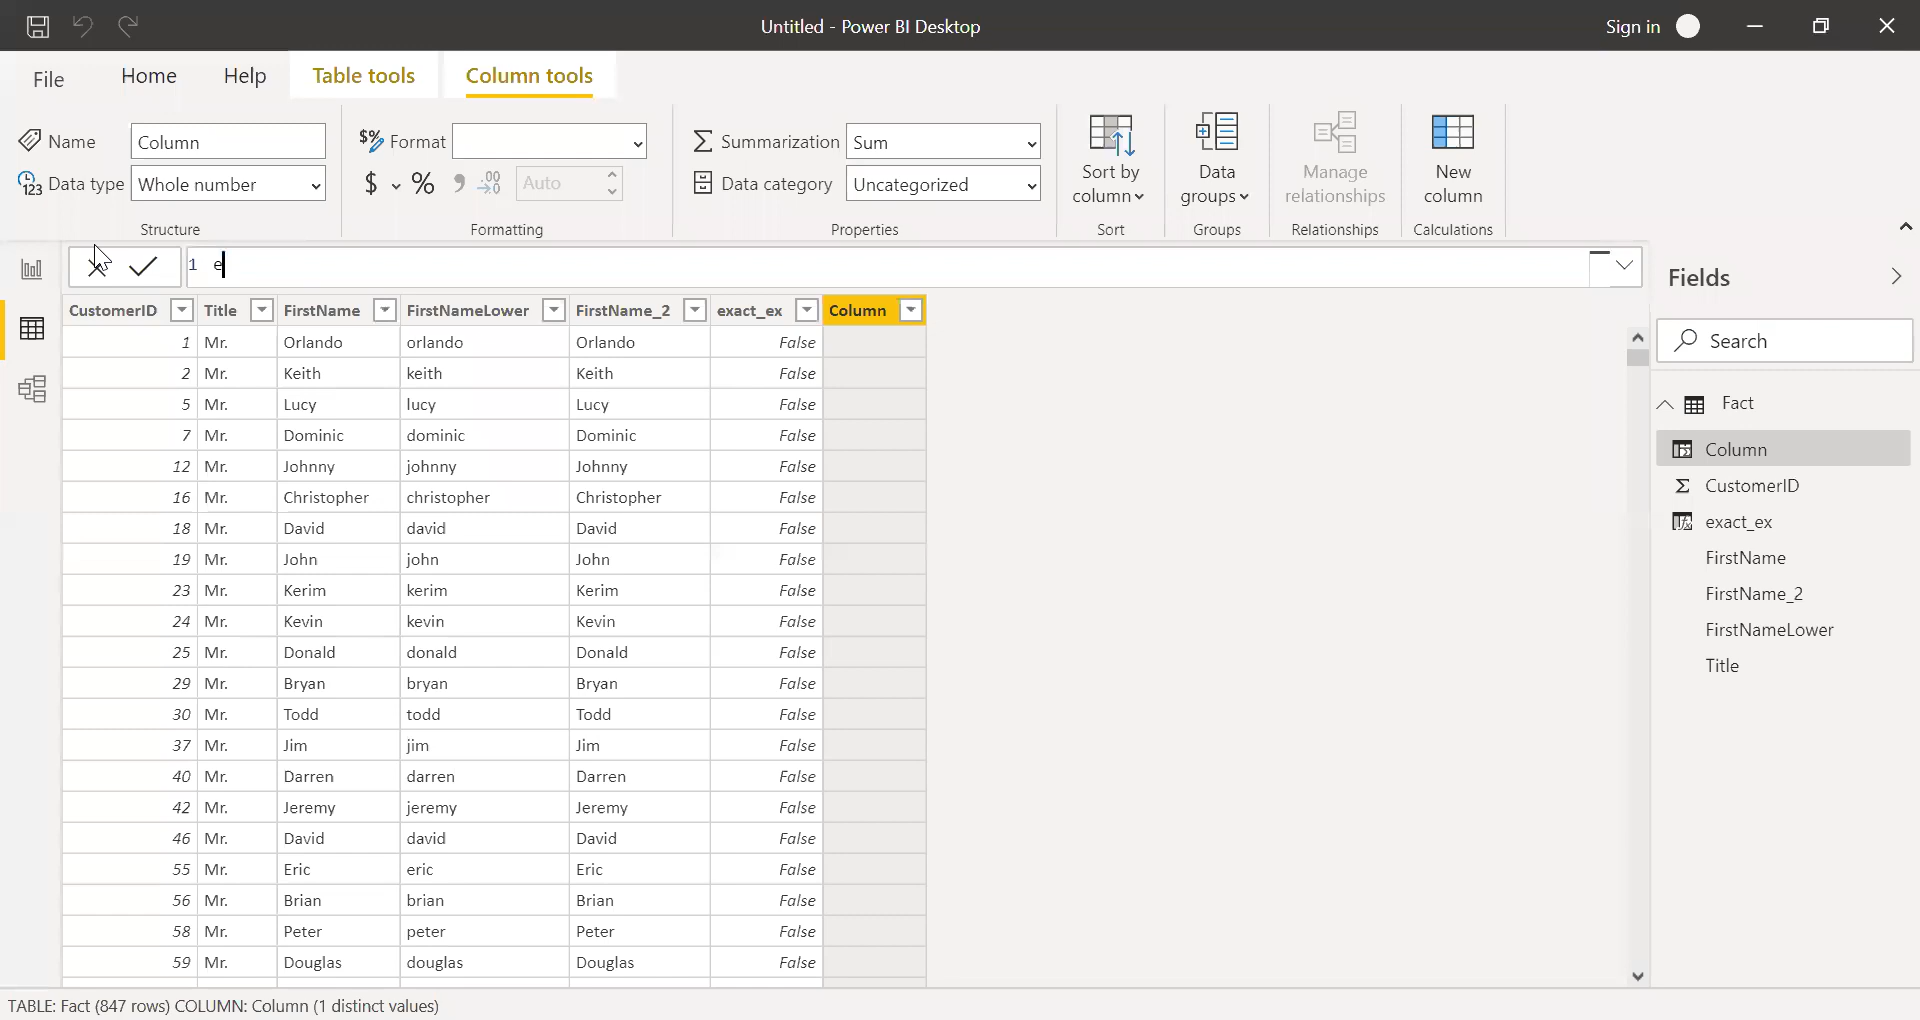 Untitled - Power BI Desktop
Sign in
File Home Help Table tools Column tools
Name Column
Data type Whole number
Structure
$% Format
$ % , .00 Auto
Formatting
Summarization Sum
Data category Uncategorized
Properties
Sort by column
Sort
Data groups
Groups
Manage relationships
Relationships
New column
Calculations
1 e
CustomerID Title FirstName FirstNameLower FirstName_2 exact_ex Column
1 Mr. Orlando orlando Orlando False
2 Mr. Keith keith Keith False
5 Mr. Lucy lucy Lucy False
7 Mr. Dominic dominic Dominic False
12 Mr. Johnny johnny Johnny False
16 Mr. Christopher christopher Christopher False
18 Mr. David david David False
19 Mr. John john John False
23 Mr. Kerim kerim Kerim False
24 Mr. Kevin kevin Kevin False
25 Mr. Donald donald Donald False
29 Mr. Bryan bryan Bryan False
30 Mr. Todd todd Todd False
37 Mr. Jim jim Jim False
40 Mr. Darren darren Darren False
42 Mr. Jeremy jeremy Jeremy False
46 Mr. David david David False
55 Mr. Eric eric Eric False
56 Mr. Brian brian Brian False
58 Mr. Peter peter Peter False
59 Mr. Douglas douglas Douglas False
Fields
Search
Fact
Column
CustomerID
exact_ex
FirstName
FirstName_2
FirstNameLower
Title
TABLE: Fact (847 rows) COLUMN: Column (1 distinct values)